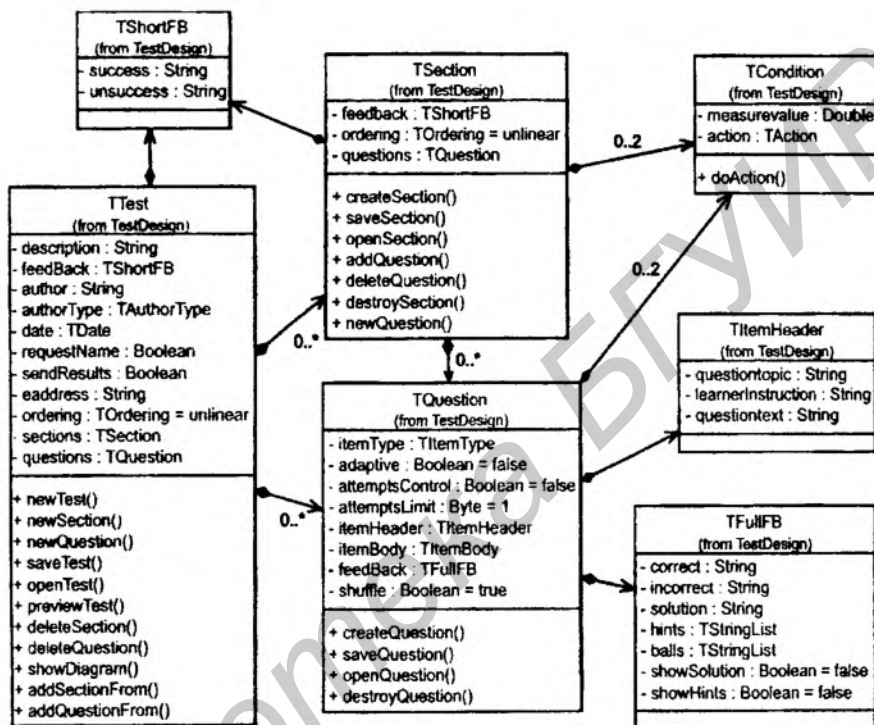 TShortFB
(from TestDesign)
- success : String
- unsuccess : String
TSection
(from TestDesign)
- feedback : TShortFB
- ordering : TOrdering = unlinear
- questions : TQuestion
+ createSection()
+ saveSection()
+ openSection()
+ addQuestion()
+ deleteQuestion()
+ destroySection()
+ newQuestion()
TCondition
(from TestDesign)
- measurevalue : Double
- action : TAction
+ doAction()
0..2
0..2
TTest
(from TestDesign)
- description : String
- feedBack : TShortFB
- author : String
- authorType : TAuthorType
- date : TDate
- requestName : Boolean
- sendResults : Boolean
- eaddress : String
- ordering : TOrdering = unlinear
- sections : TSection
- questions : TQuestion
+ newTest()
+ newSection()
+ newQuestion()
+ saveTest()
+ openTest()
+ previewTest()
+ deleteSection()
+ deleteQuestion()
+ showDiagram()
+ addSectionFrom()
+ addQuestionFrom()
0..*
0..*
0..*
TQuestion
(from TestDesign)
- itemType : TItemType
- adaptive : Boolean = false
- attemptsControl : Boolean = false
- attemptsLimit : Byte = 1
- itemHeader : TItemHeader
- itemBody : TItemBody
- feedBack : TFullFB
- shuffle : Boolean = true
+ createQuestion()
+ saveQuestion()
+ openQuestion()
+ destroyQuestion()
TItemHeader
(from TestDesign)
- questiontopic : String
- learnerInstruction : String
- questiontext : String
TFullFB
(from TestDesign)
- correct : String
- incorrect : String
- solution : String
- hints : TStringList
- balls : TStringList
- showSolution : Boolean = false
- showHints : Boolean = false
БГУИР